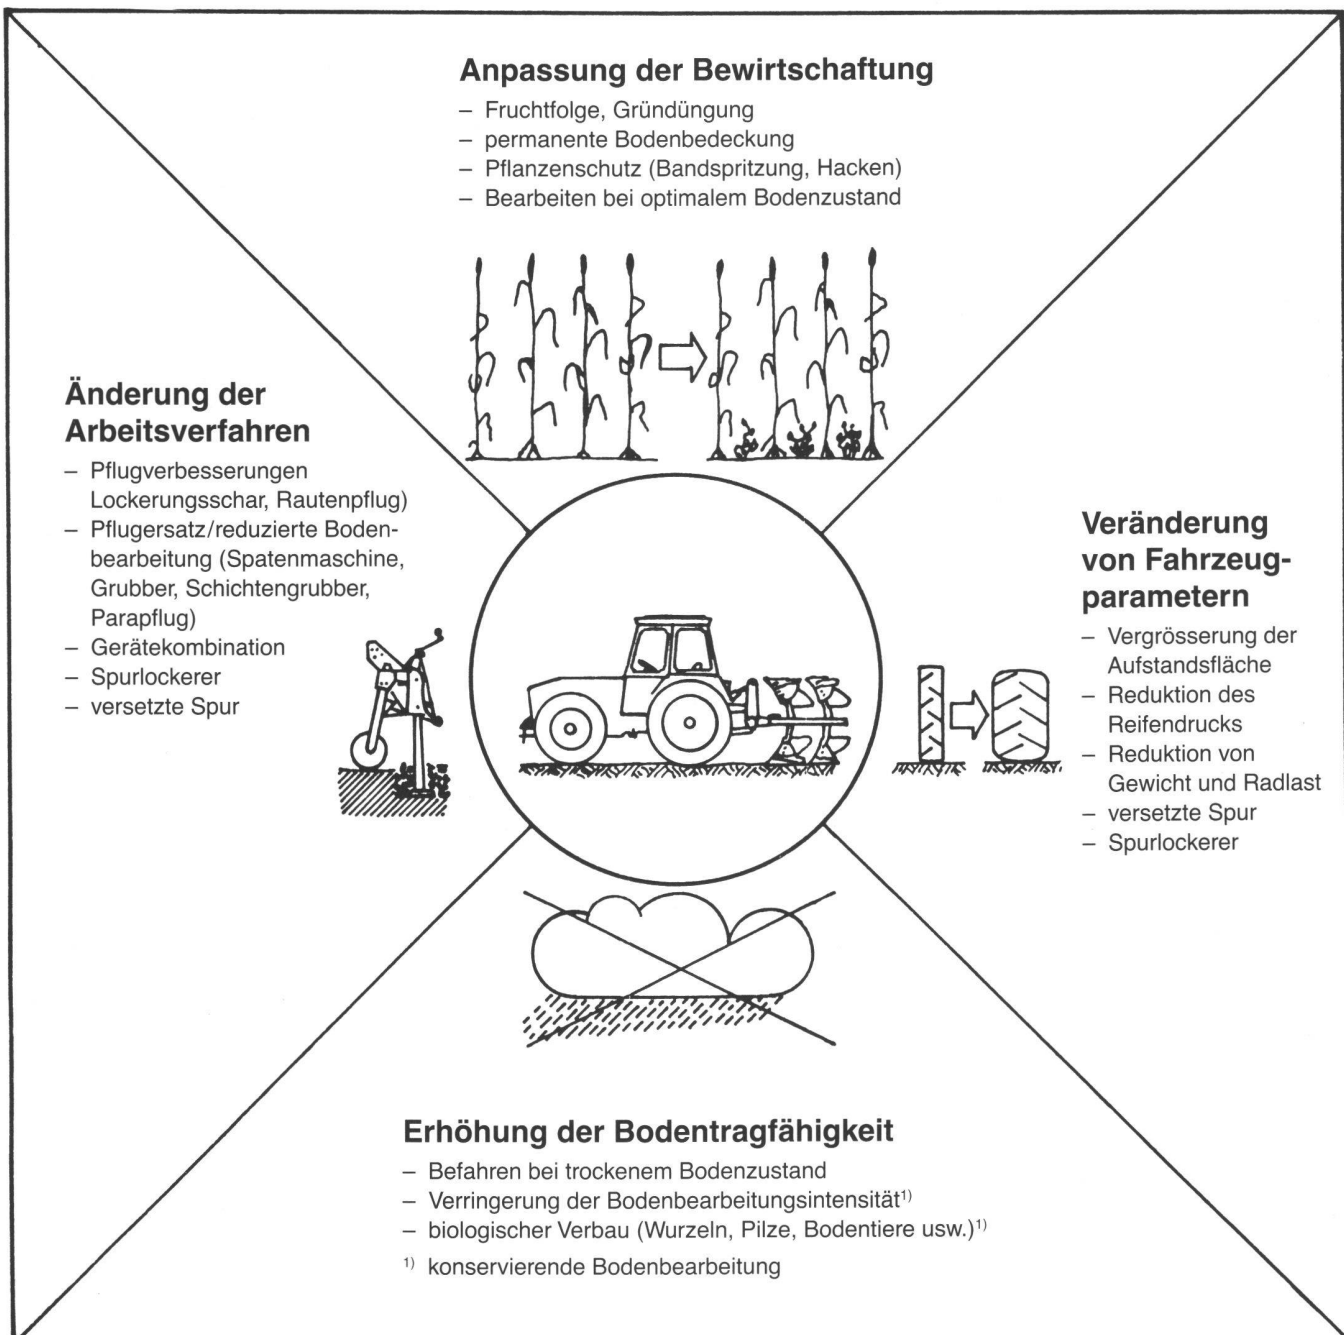 Anpassung der Bewirtschaftung
– Fruchtfolge, Gründüngung
– permanente Bodenbedeckung
– Pflanzenschutz (Bandspritzung, Hacken)
– Bearbeiten bei optimalem Bodenzustand
Änderung der
Arbeitsverfahren
– Pflugverbesserungen
Lockerungsschar, Rautenpflug)
– Pflugersatz/reduzierte Boden-
bearbeitung (Spatenmaschine,
Grubber, Schichtengrubber,
Parapflug)
– Gerätekombination
– Spurlockerer
– versetzte Spur
Veränderung
von Fahrzeug-
parametern
– Vergrösserung der
Aufstandsfläche
– Reduktion des
Reifendrucks
– Reduktion von
Gewicht und Radlast
– versetzte Spur
– Spurlockerer
Erhöhung der Bodentragfähigkeit
– Befahren bei trockenem Bodenzustand
– Verringerung der Bodenbearbeitungsintensität¹⁾
– biologischer Verbau (Wurzeln, Pilze, Bodentiere usw.)¹⁾
¹⁾ konservierende Bodenbearbeitung